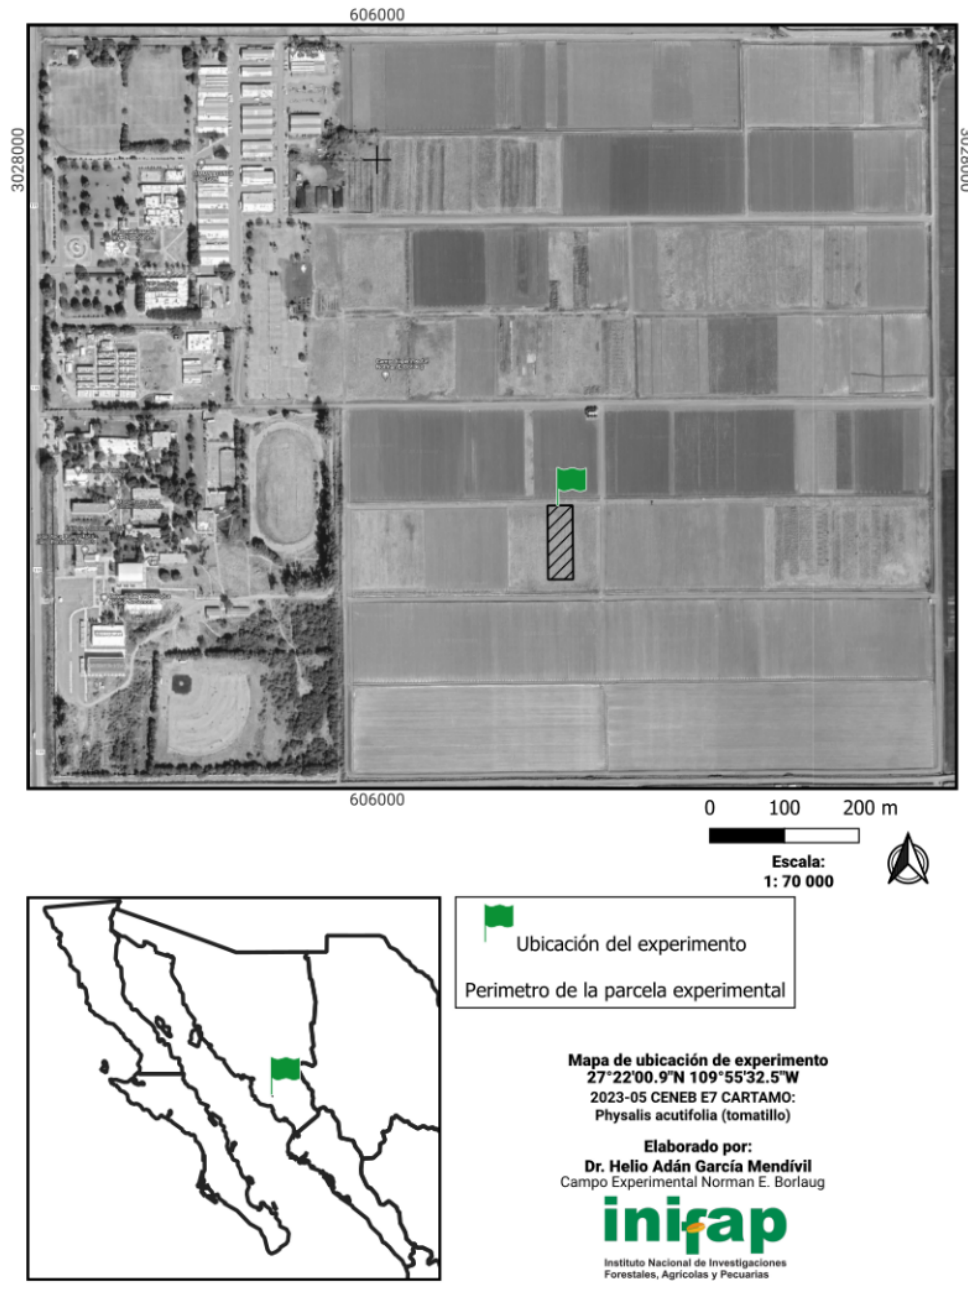 606000
3028000
3028000
606000
0 100 200 m
Escala:
1: 70 000
Ubicación del experimento
Perimetro de la parcela experimental
Mapa de ubicación de experimento
27°22'00.9"N 109°55'32.5"W
2023-05 CENEB E7 CARTAMO:
Physalis acutifolia (tomatillo)
Elaborado por:
Dr. Helio Adán García Mendívil
Campo Experimental Norman E. Borlaug
inifap
Instituto Nacional de Investigaciones
Forestales, Agrícolas y Pecuarias